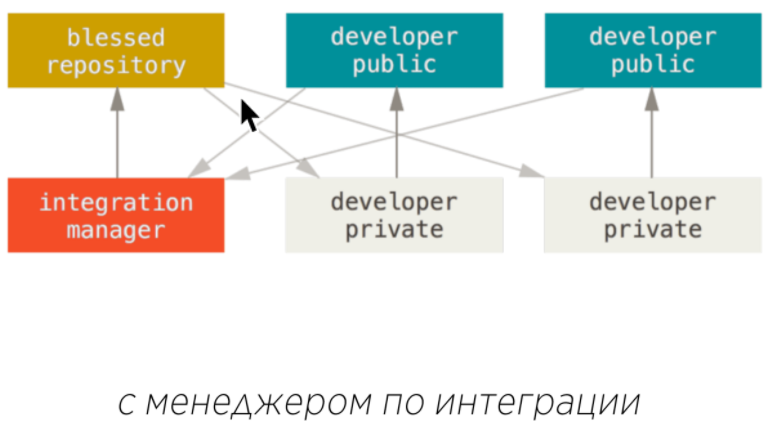 blessed
repository
developer
public
developer
public
integration
manager
developer
private
developer
private
с менеджером по интеграции